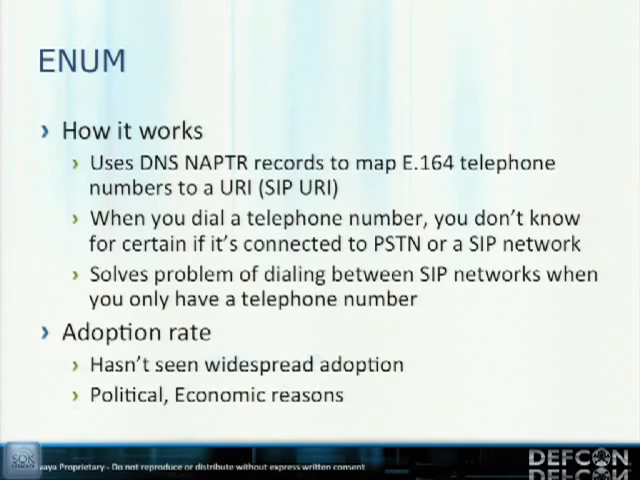 ENUM
› How it works
› Uses DNS NAPTR records to map E.164 telephone
numbers to a URI (SIP URI)
› When you dial a telephone number, you don't know
for certain if it's connected to PSTN or a SIP network
› Solves problem of dialing between SIP networks when
you only have a telephone number
› Adoption rate
› Hasn't seen widespread adoption
› Political, Economic reasons
Proprietary - Do not reproduce or distribute without express written consent
DEFCON